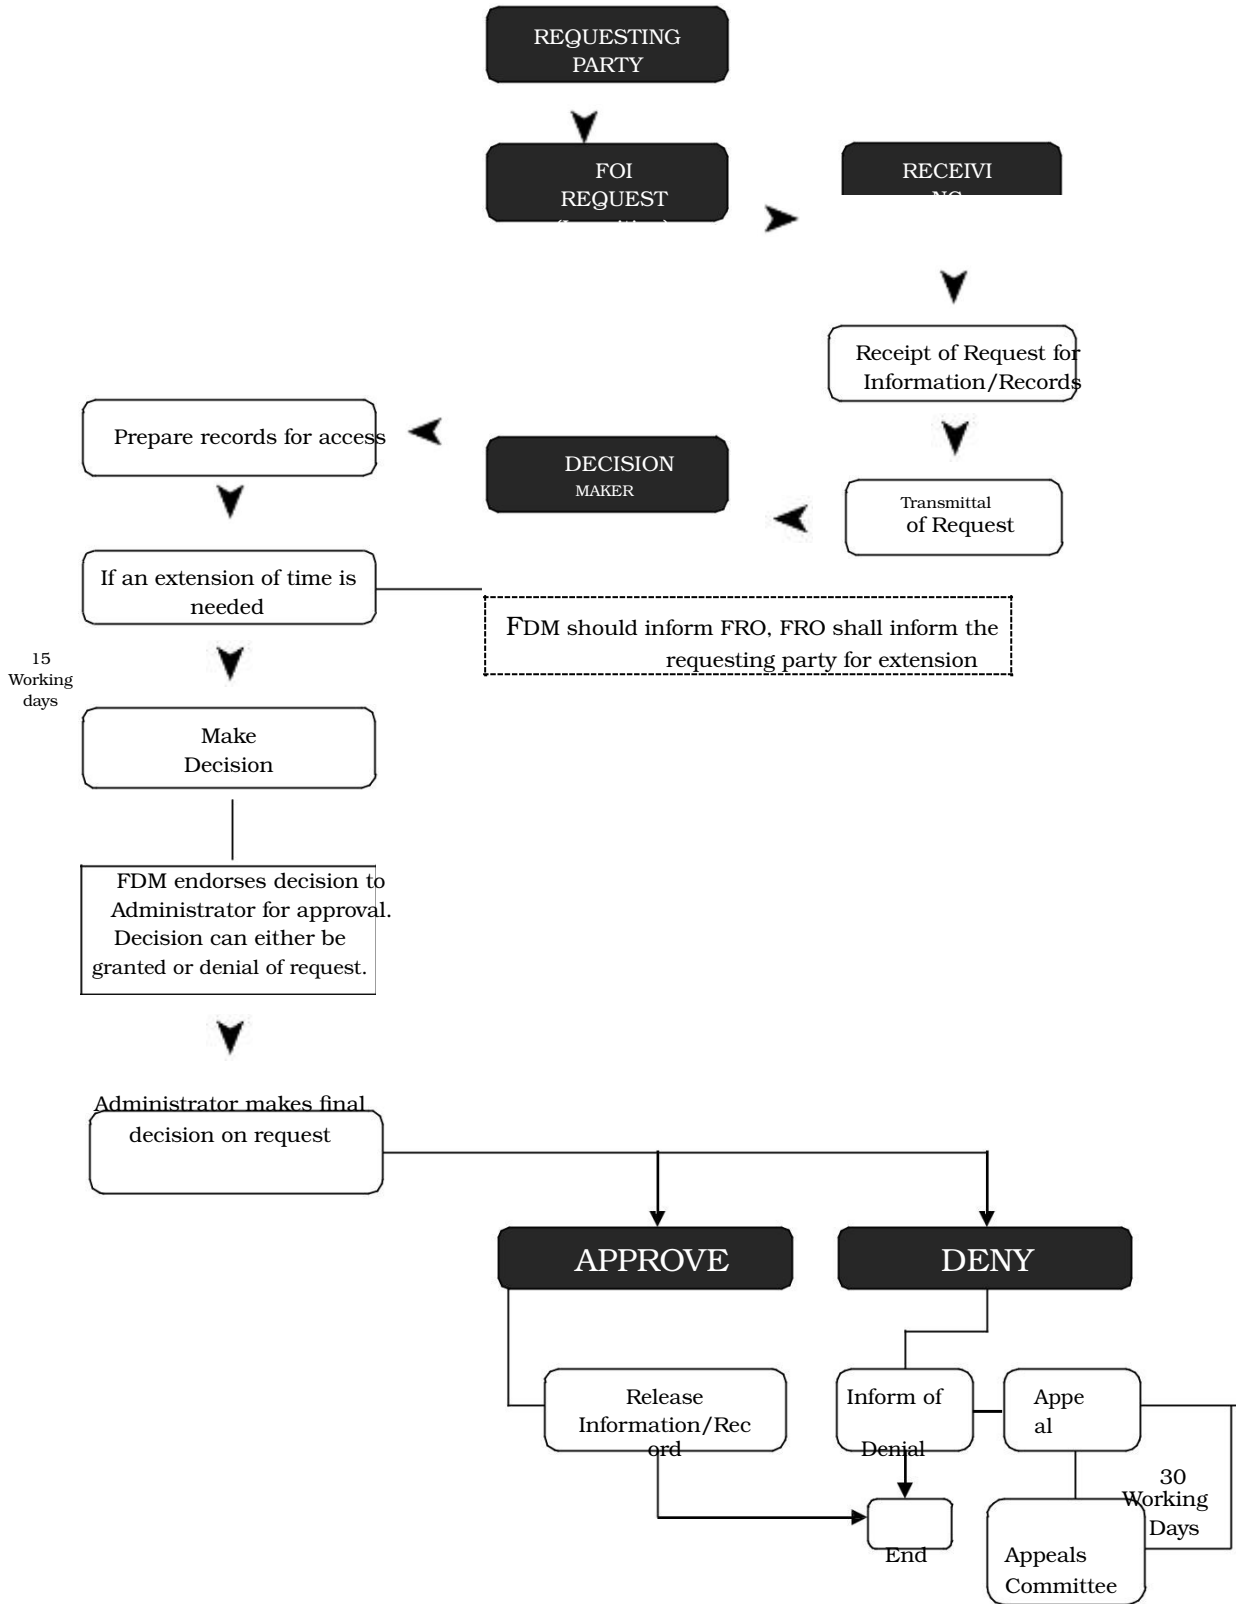 REQUESTING
PARTY
FOI
REQUEST
RECEIVI
Receipt of Request for
Information/Records
Prepare records for access
DECISION
MAKER
Transmittal
of Request
If an extension of time is
needed
FDM should inform FRO, FRO shall inform the
requesting party for extension
15
Working
days
Make
Decision
FDM endorses decision to
Administrator for approval.
Decision can either be
granted or denial of request.
Administrator makes final
decision on request
APPROVE
DENY
Release
Information/Rec
ord
Inform of
Denial
Appe
al
30
Working
Days
End
Appeals
Committee